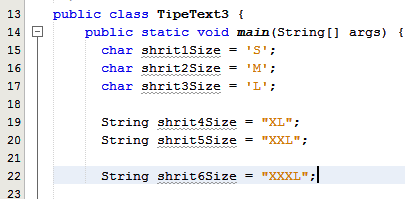 13 public class TipeText3 {
14 public static void main(String[] args) {
15 char shrit1Size = 'S';
16 char shrit2Size = 'M';
17 char shrit3Size = 'L';
18
19 String shrit4Size = "XL";
20 String shrit5Size = "XXL";
21
22 String shrit6Size = "XXXL";
23